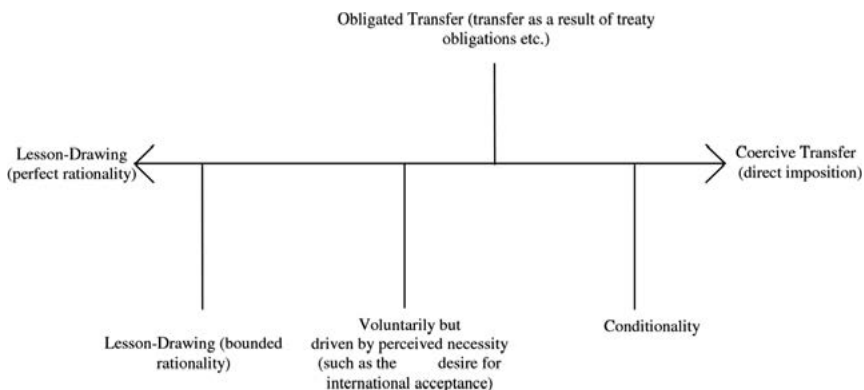 Obligated Transfer (transfer as a result of treaty
obligations etc.)
Lesson-Drawing
(perfect rationality)
Coercive Transfer
(direct imposition)
Lesson-Drawing (bounded
rationality)
Voluntarily but
driven by perceived necessity
(such as the desire for
international acceptance)
Conditionality